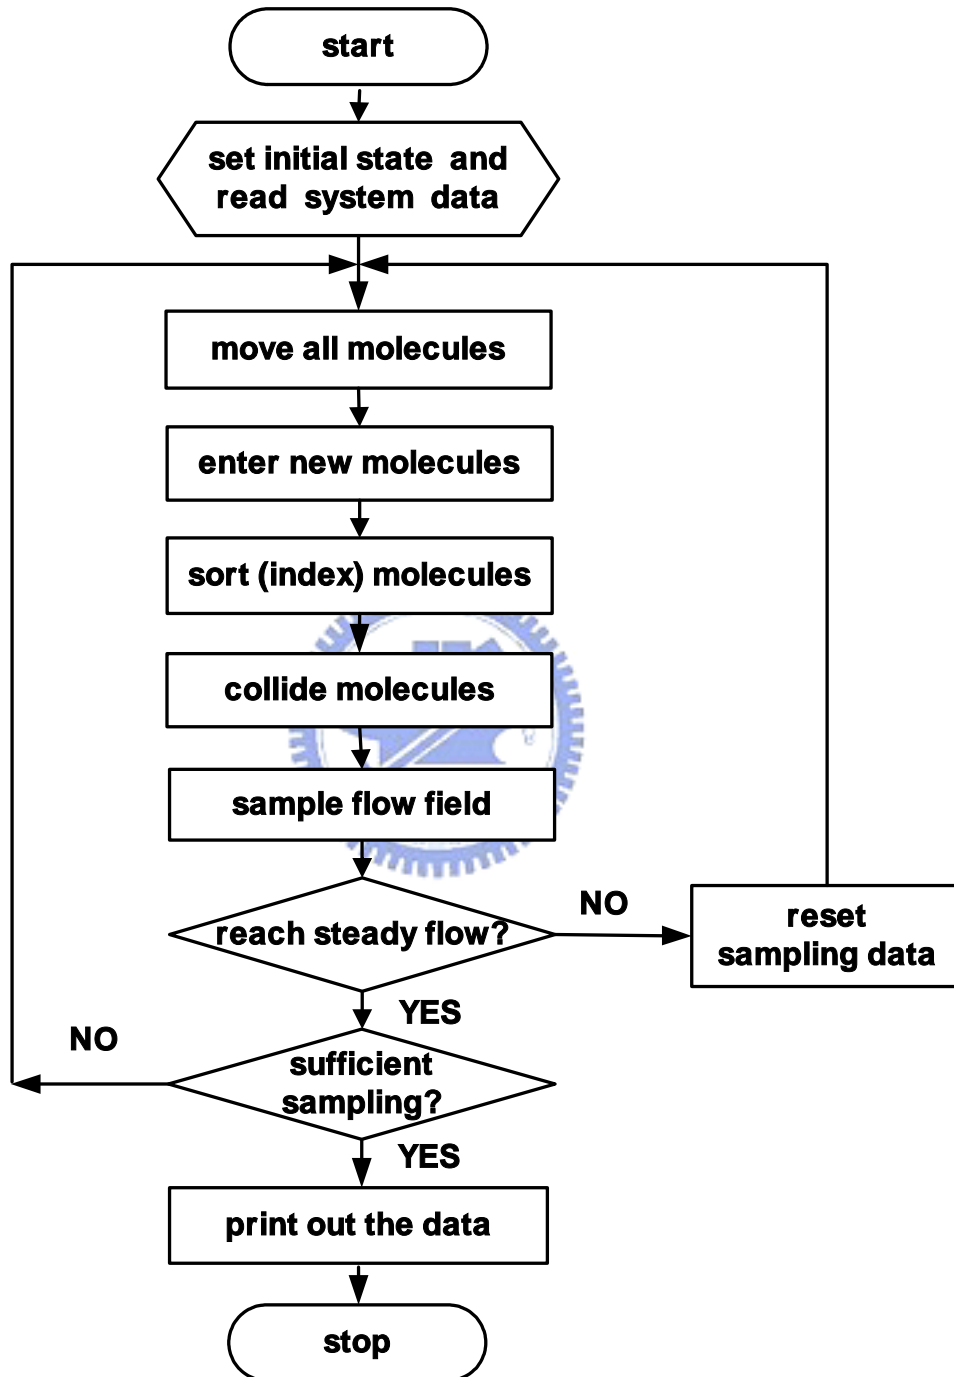 start
set initial state and
read system data
move all molecules
enter new molecules
sort (index) molecules
collide molecules
sample flow field
reach steady flow?
NO
reset
sampling data
YES
NO
sufficient
sampling?
YES
print out the data
stop